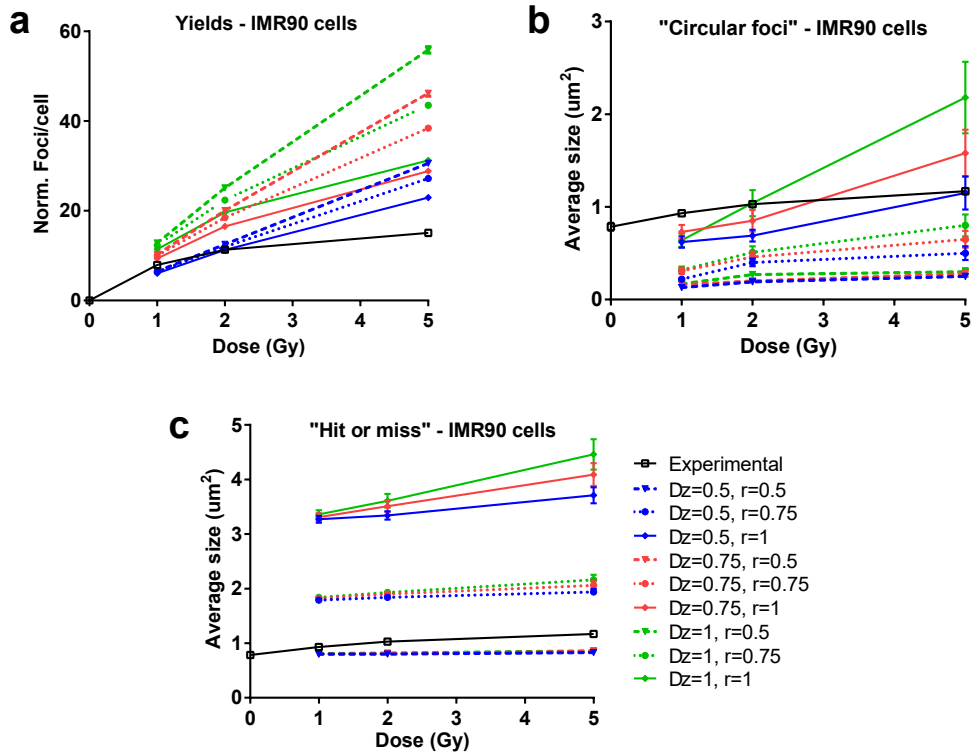 a
Yields - IMR90 cells
Norm. Foci/cell
60
40
20
0
0 1 2 3 4 5
Dose (Gy)
b
"Circular foci" - IMR90 cells
Average size (um²)
3
2
1
0
0 1 2 3 4 5
Dose (Gy)
c
"Hit or miss" - IMR90 cells
Average size (um²)
5
4
3
2
1
0
0 1 2 3 4 5
Dose (Gy)
Experimental
Dz=0.5, r=0.5
Dz=0.5, r=0.75
Dz=0.5, r=1
Dz=0.75, r=0.5
Dz=0.75, r=0.75
Dz=0.75, r=1
Dz=1, r=0.5
Dz=1, r=0.75
Dz=1, r=1